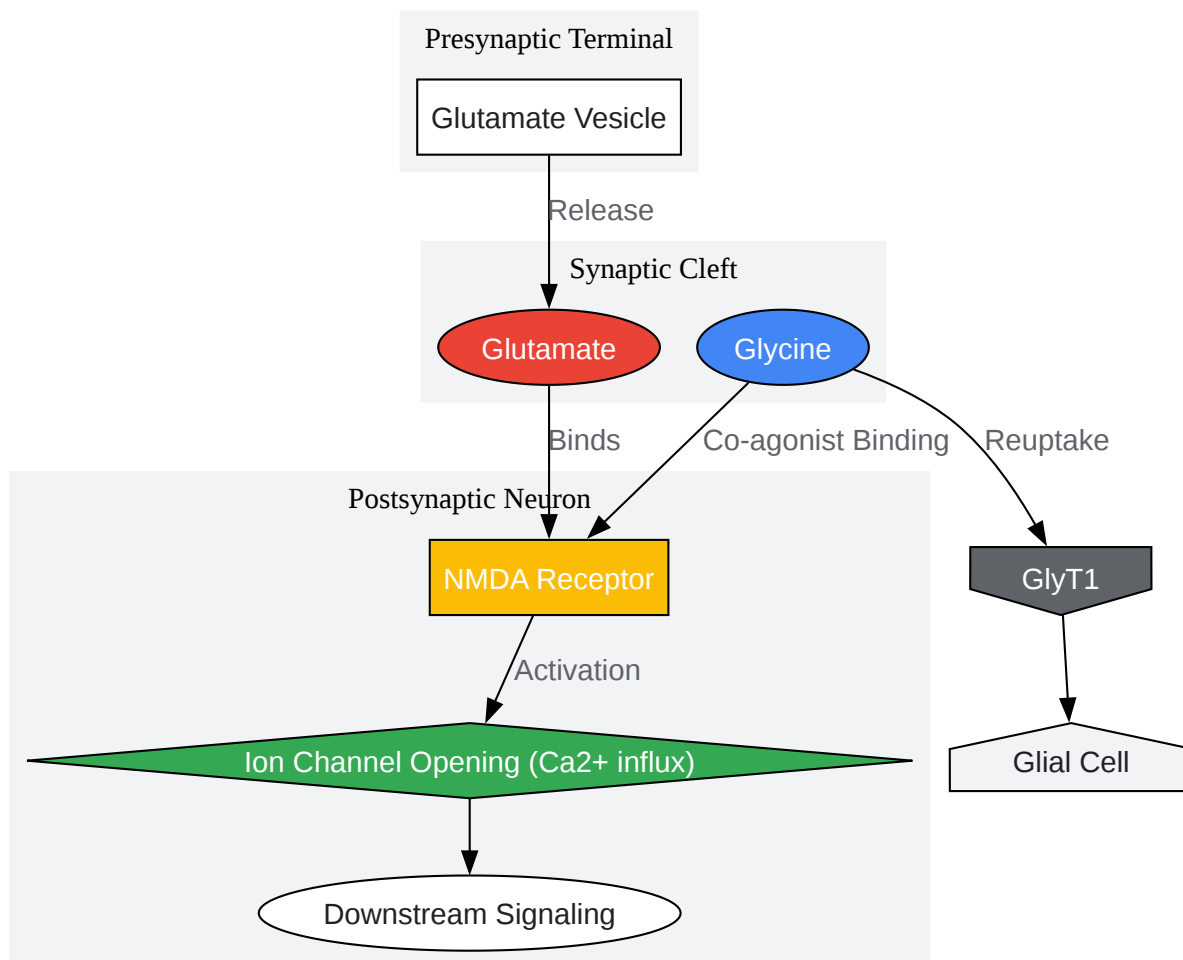 Presynaptic Terminal
Glutamate Vesicle
Release
Synaptic Cleft
Glutamate
Glycine
Binds
Co-agonist Binding
Reuptake
Postsynaptic Neuron
NMDA Receptor
GlyT1
Activation
Ion Channel Opening (Ca2+ influx)
Glial Cell
Downstream Signaling